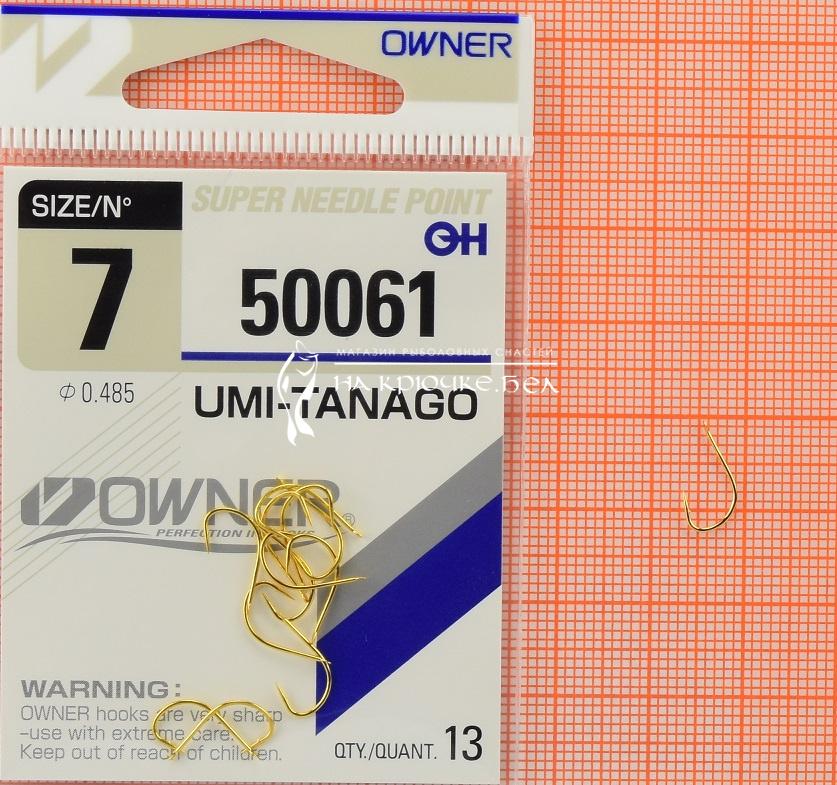 OWNER
SIZE/N°
SUPER NEEDLE POINT
7
50061
МАГАЗИН РЫБОЛОВНЫХ СНАСТЕЙ
НА КРЮЧКЕ.БЕЛ
Φ 0.485
UMI-TANAGO
OWNER®
PERFECTION IN
WARNING:
OWNER hooks are very sharp
–use with extreme care.
Keep out of reach of children.
QTY./QUANT. 13